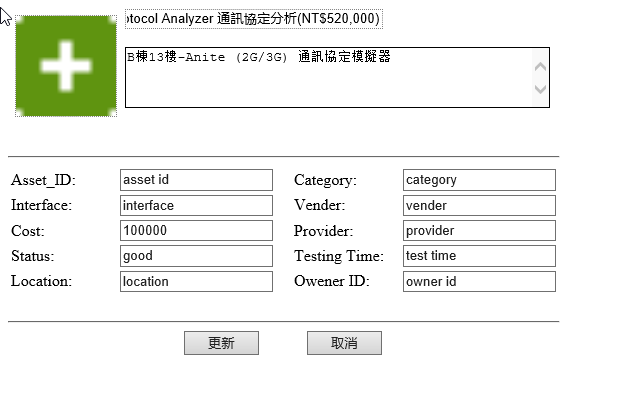 otocol Analyzer 通訊協定分析(NT$520,000)
B棟13樓-Anite (2G/3G) 通訊協定模擬器
Asset_ID: asset id Category: category
Interface: interface Vender: vender
Cost: 100000 Provider: provider
Status: good Testing Time: test time
Location: location Owener ID: owner id
更新 取消